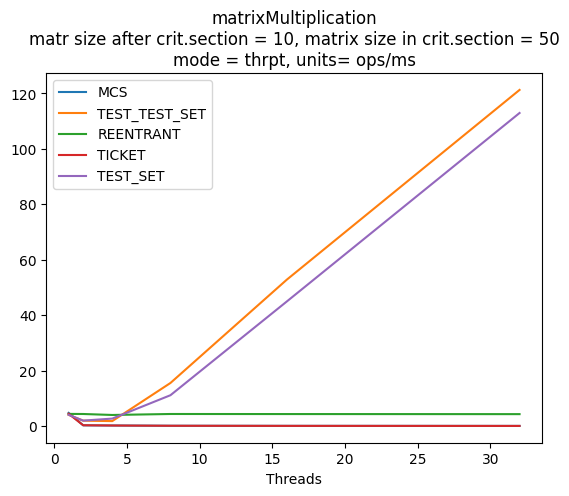 matrixMultiplication
matr size after crit.section = 10, matrix size in crit.section = 50
mode = thrpt, units= ops/ms
MCS
TEST_TEST_SET
REENTRANT
TICKET
TEST_SET
120
100
80
60
40
20
0
0 5 10 15 20 25 30
Threads